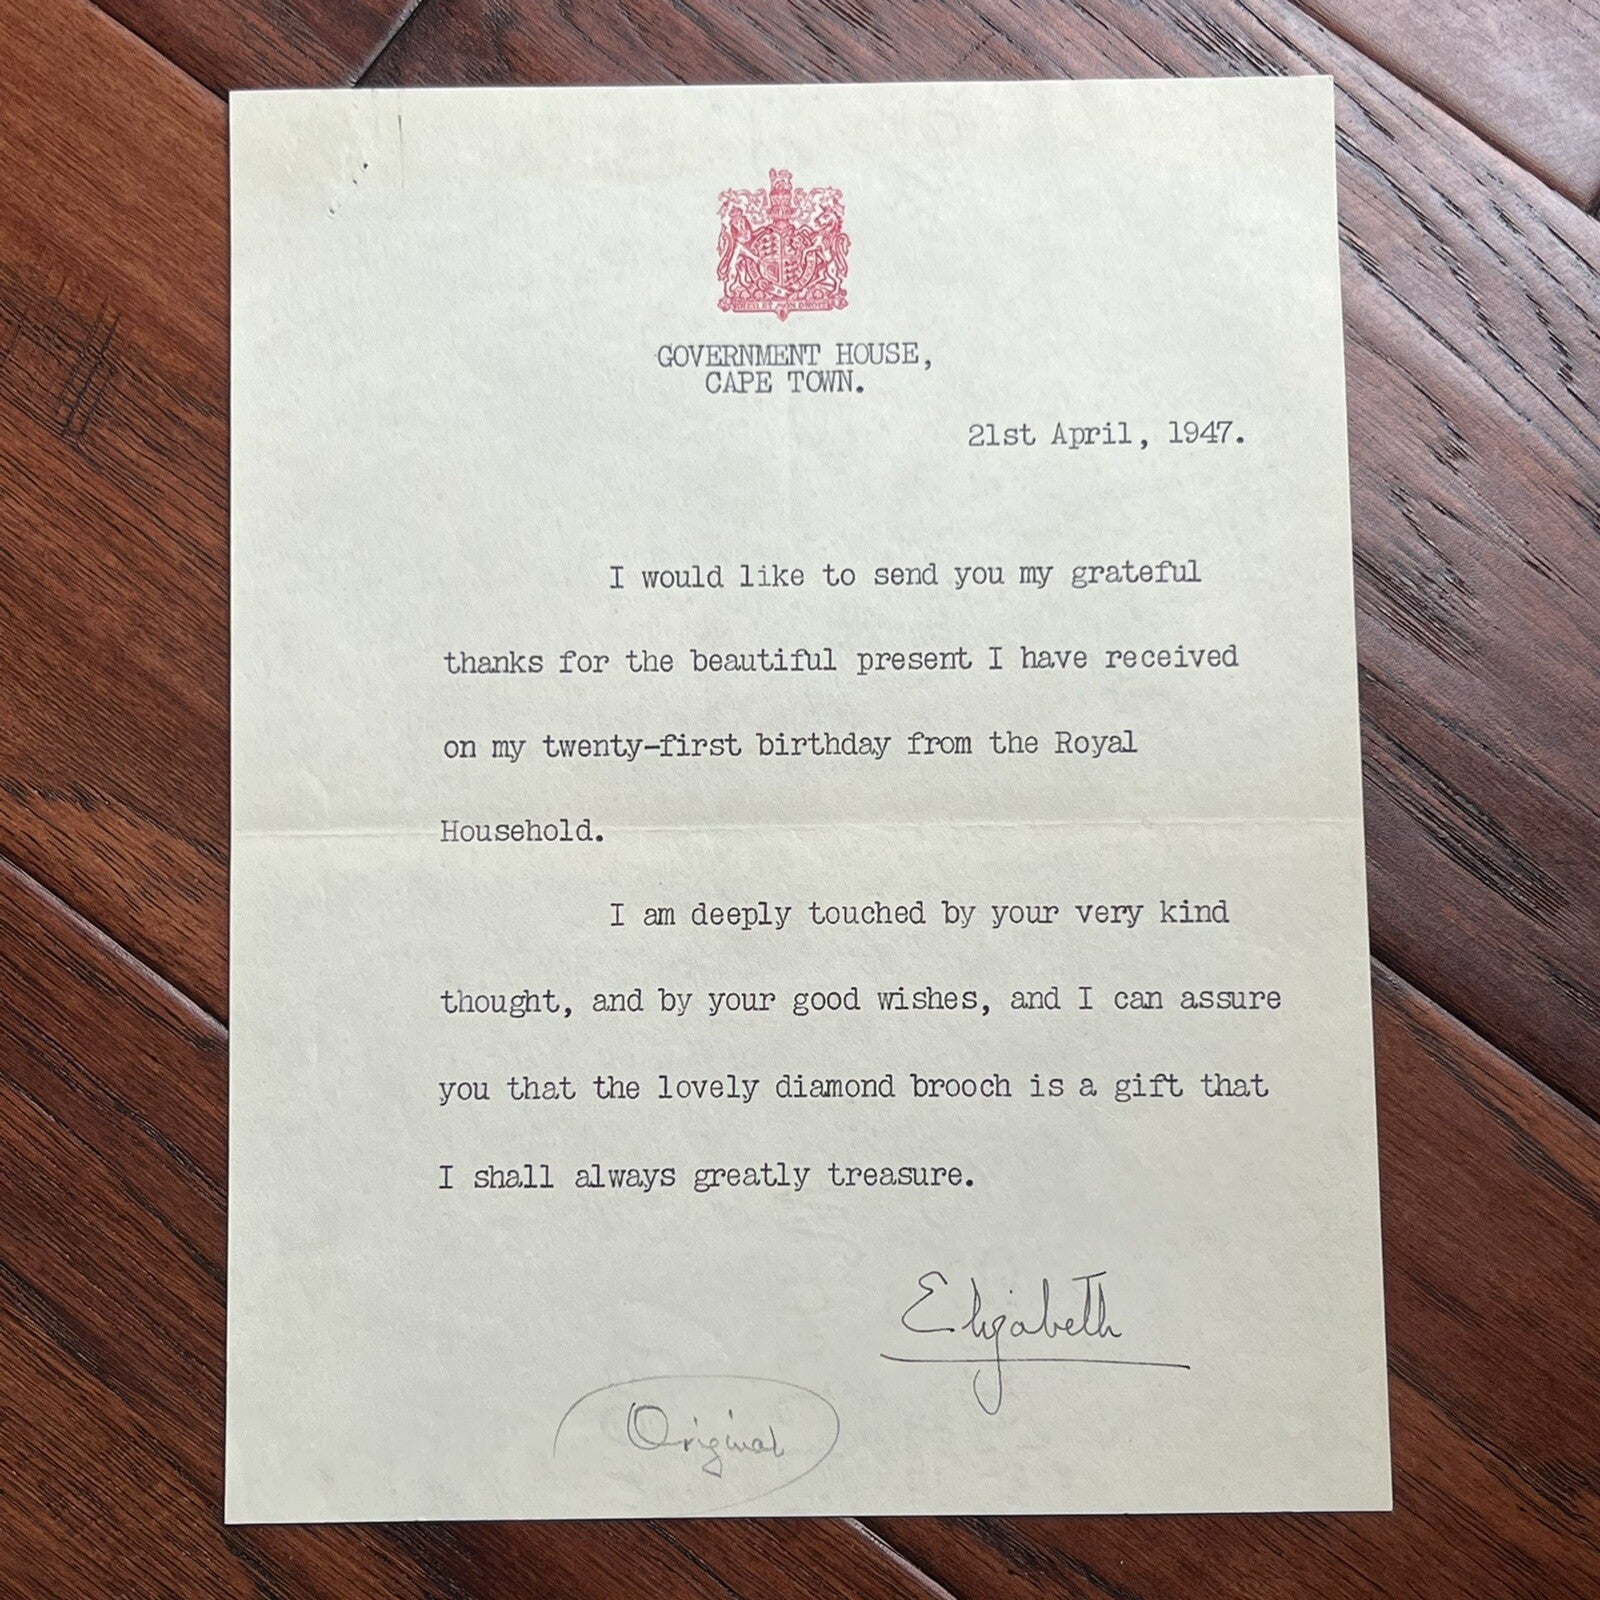 GOVERNMENT HOUSE,
CAPE TOWN.
21st April, 1947.
I would like to send you my grateful
thanks for the beautiful present I have received
on my twenty-first birthday from the Royal
Household.
I am deeply touched by your very kind
thought, and by your good wishes, and I can assure
you that the lovely diamond brooch is a gift that
I shall always greatly treasure.
Elizabeth
Original